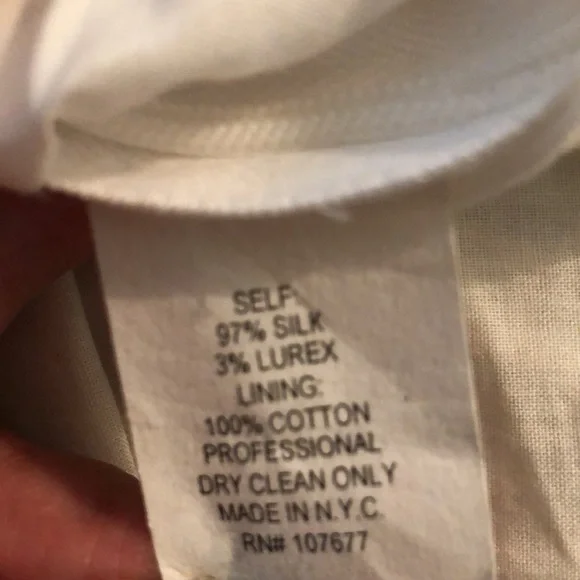 SELF:
97% SILK
3% LUREX
LINING:
100% COTTON
PROFESSIONAL
DRY CLEAN ONLY
MADE IN N.Y.C.
RN# 107677